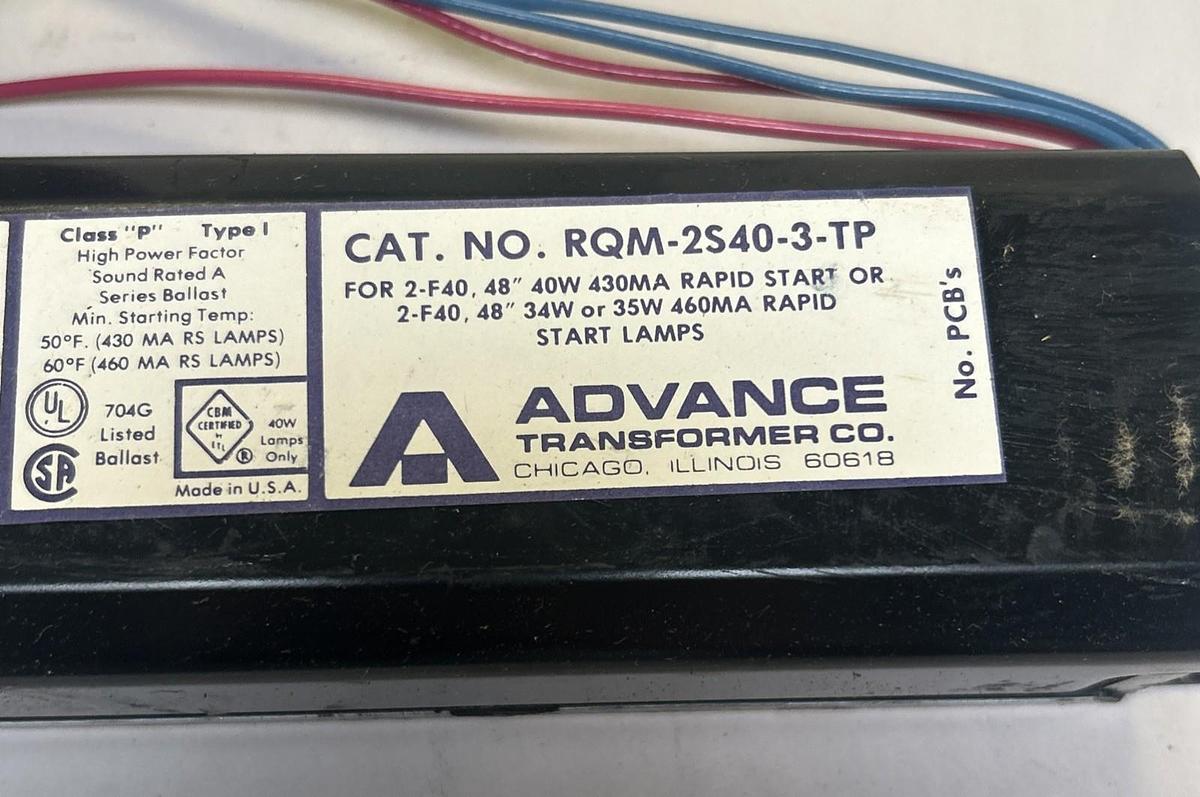 Class "P" Type I
High Power Factor
Sound Rated A
Series Ballast
Min. Starting Temp:
50°F. (430 MA RS LAMPS)
60°F (460 MA RS LAMPS)
UL
704G
Listed
Ballast
SA
CBM
CERTIFIED
by
ETL
®
40W
Lamps
Only
Made in U.S.A.
CAT. NO. RQM-2S40-3-TP
FOR 2-F40, 48" 40W 430MA RAPID START OR
2-F40, 48" 34W or 35W 460MA RAPID
START LAMPS
A
ADVANCE
TRANSFORMER CO.
CHICAGO, ILLINOIS 60618
No. PCB's